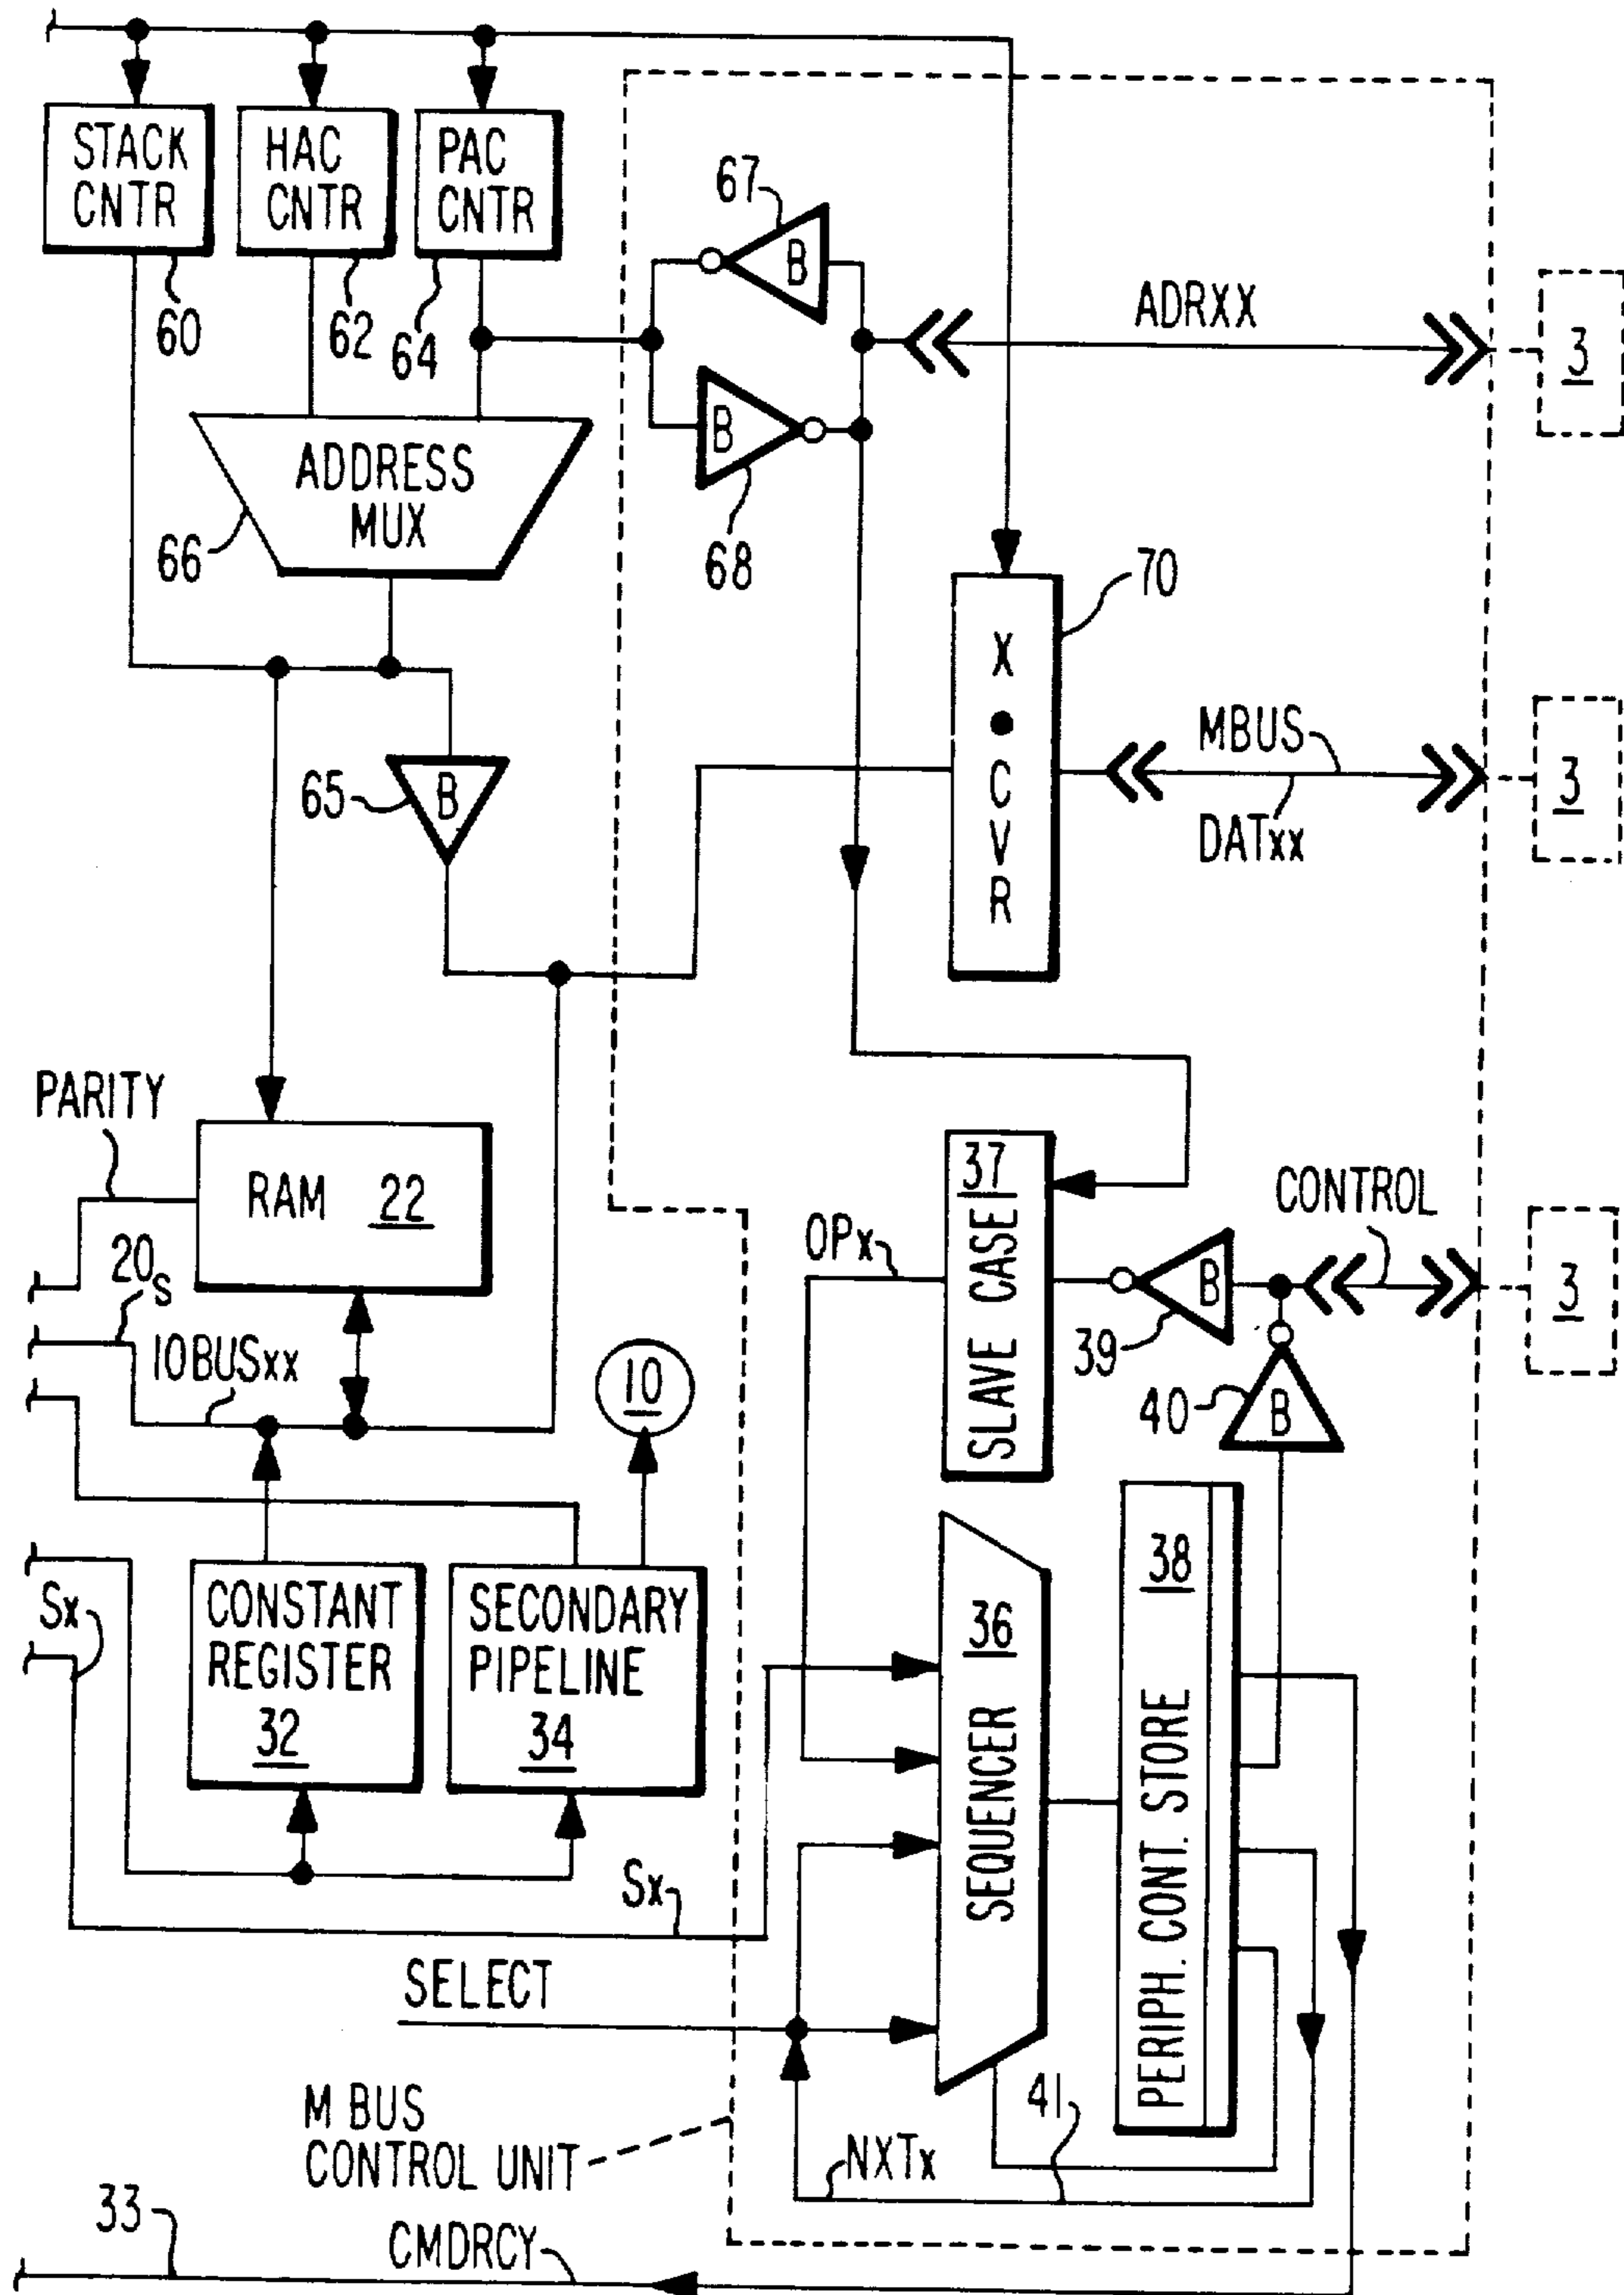 STACK
CNTR
HAC
CNTR
PAC
CNTR
60
62
64
67
B
ADRXX
3
ADDRESS
MUX
66
B
68
70
X
•
C
V
R
MBUS
DATxx
3
65
B
PARITY
RAM 22
20s
IOBUSxx
10
37
SLAVE CASE
OPx
CONTROL
B
39
3
40
B
Sx
CONSTANT
REGISTER
32
SECONDARY
PIPELINE
34
36
SEQUENCER
38
PERIPH. CONT. STORE
Sx
SELECT
M BUS
CONTROL UNIT
NXTx
41
33
CMDRCY